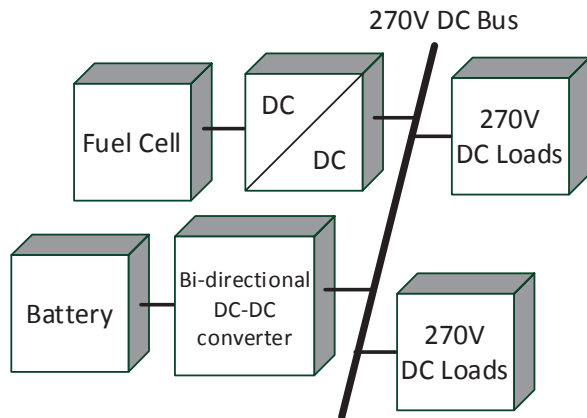 270V DC Bus
Fuel Cell
DC
DC
270V
DC Loads
Battery
Bi-directional
DC-DC
converter
270V
DC Loads